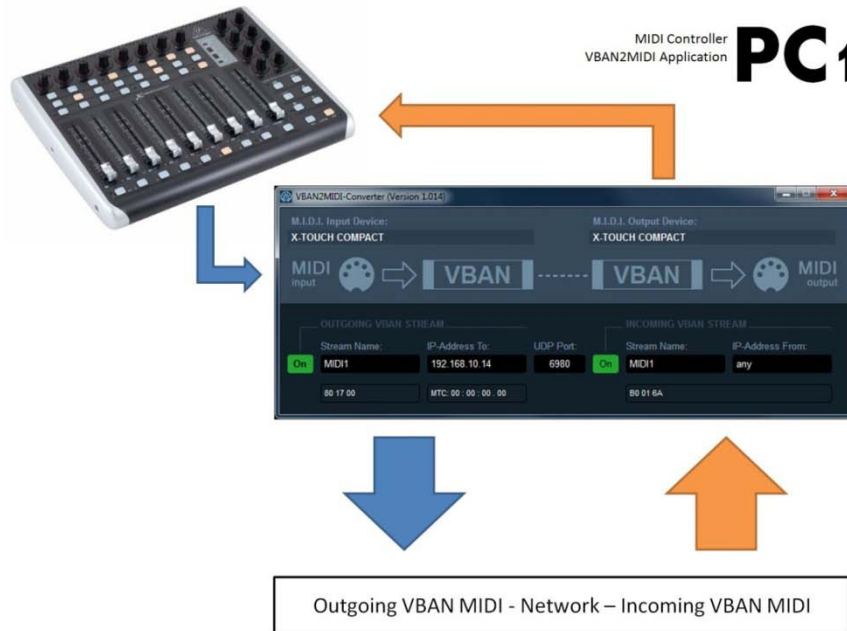 MIDI Controller
VBAN2MIDI Application
PC
VBAN2MIDI-Converter (Version 1.014)
M.I.D.I. Input Device:
M.I.D.I. Output Device:
X-TOUCH COMPACT
X-TOUCH COMPACT
MIDI input
VBAN
VBAN
MIDI output
OUTGOING VBAN STREAM
INCOMING VBAN STREAM
Stream Name: IP-Address To: UDP Port: Stream Name: IP-Address From:
On MIDI1 192.168.10.14 6980 On MIDI1 any
80 17 00 MTC: 00 : 00 : 00 . 00 B0 01 6A
Outgoing VBAN MIDI - Network – Incoming VBAN MIDI